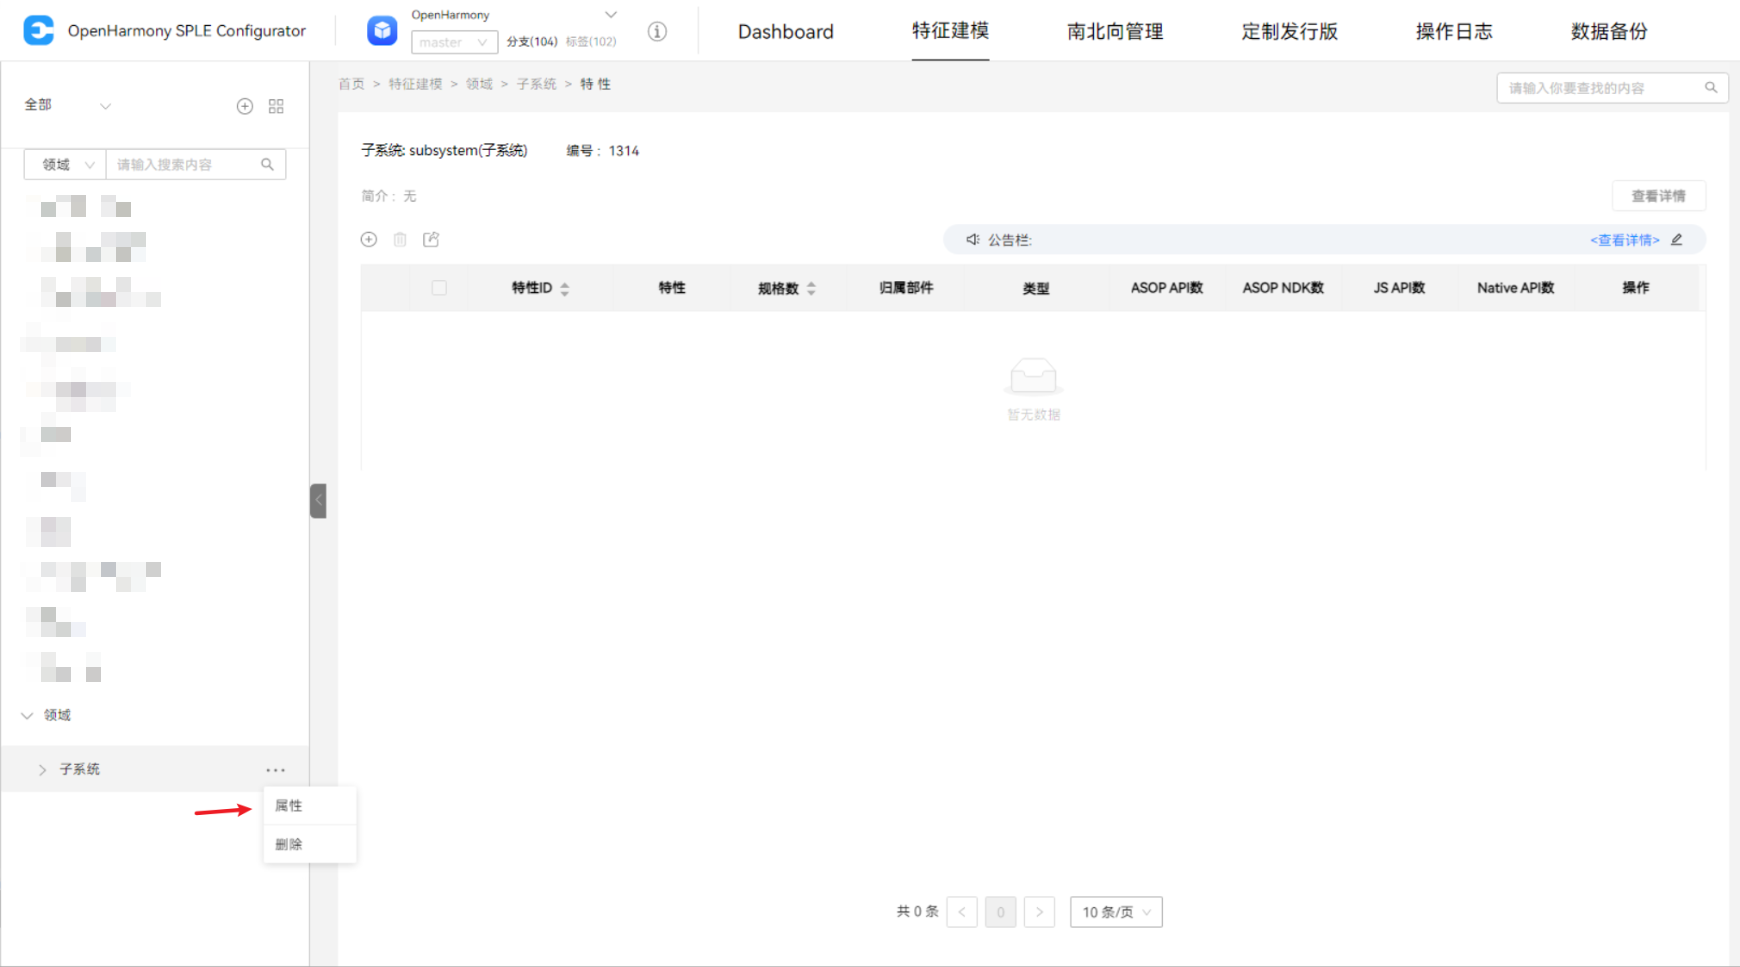 OpenHarmony SPLE Configurator
OpenHarmony
master 分支(104) 标签(102)
Dashboard 特征建模 南北向管理 定制发行版 操作日志 数据备份
全部
领域 请输入搜索内容
领域
子系统 ...
属性
删除
首页 > 特征建模 > 领域 > 子系统 > 特 性
请输入你要查找的内容
子系统: subsystem(子系统) 编号 : 1314
简介 : 无
查看详情
公告栏: <查看详情>
特性ID 特性 规格数 归属部件 类型 ASOP API数 ASOP NDK数 JS API数 Native API数 操作
暂无数据
共 0 条 < 0 > 10 条/页